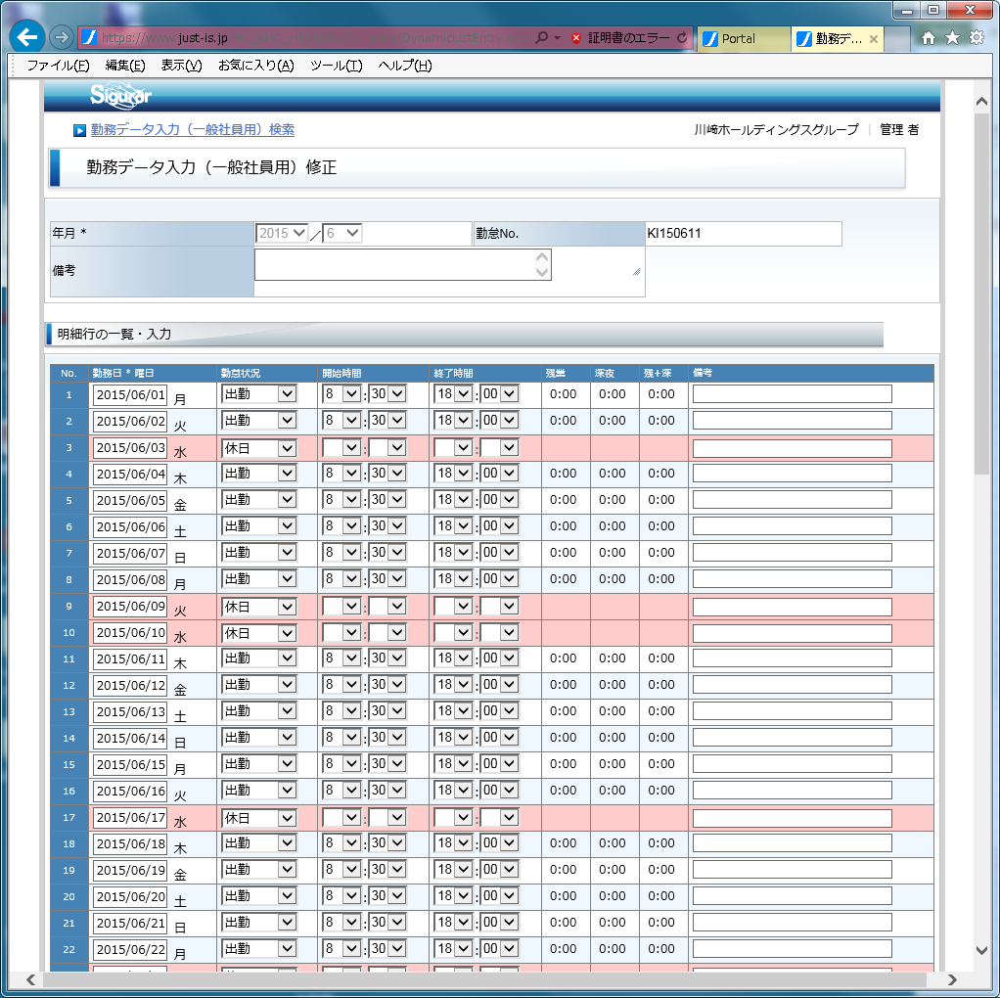 https://www.just-is.jp
証明書のエラー
Portal
勤務デ...
ファイル(F) 編集(E) 表示(V) お気に入り(A) ツール(T) ヘルプ(H)
Sigurar
勤務データ入力（一般社員用）検索
川崎ホールディングスグループ | 管理 者
勤務データ入力（一般社員用）修正
年月 * 2015 / 6 勤怠No. KI150611
備考
明細行の一覧・入力
No. 勤務日 * 曜日 勤怠状況 開始時間 終了時間 残業 深夜 残+深 備考
1 2015/06/01 月 出勤 8 : 30 18 : 00 0:00 0:00 0:00
2 2015/06/02 火 出勤 8 : 30 18 : 00 0:00 0:00 0:00
3 2015/06/03 水 休日 : :
4 2015/06/04 木 出勤 8 : 30 18 : 00 0:00 0:00 0:00
5 2015/06/05 金 出勤 8 : 30 18 : 00 0:00 0:00 0:00
6 2015/06/06 土 出勤 8 : 30 18 : 00 0:00 0:00 0:00
7 2015/06/07 日 出勤 8 : 30 18 : 00 0:00 0:00 0:00
8 2015/06/08 月 出勤 8 : 30 18 : 00 0:00 0:00 0:00
9 2015/06/09 火 休日 : :
10 2015/06/10 水 休日 : :
11 2015/06/11 木 出勤 8 : 30 18 : 00 0:00 0:00 0:00
12 2015/06/12 金 出勤 8 : 30 18 : 00 0:00 0:00 0:00
13 2015/06/13 土 出勤 8 : 30 18 : 00 0:00 0:00 0:00
14 2015/06/14 日 出勤 8 : 30 18 : 00 0:00 0:00 0:00
15 2015/06/15 月 出勤 8 : 30 18 : 00 0:00 0:00 0:00
16 2015/06/16 火 出勤 8 : 30 18 : 00 0:00 0:00 0:00
17 2015/06/17 水 休日 : :
18 2015/06/18 木 出勤 8 : 30 18 : 00 0:00 0:00 0:00
19 2015/06/19 金 出勤 8 : 30 18 : 00 0:00 0:00 0:00
20 2015/06/20 土 出勤 8 : 30 18 : 00 0:00 0:00 0:00
21 2015/06/21 日 出勤 8 : 30 18 : 00 0:00 0:00 0:00
22 2015/06/22 月 出勤 8 : 30 18 : 00 0:00 0:00 0:00